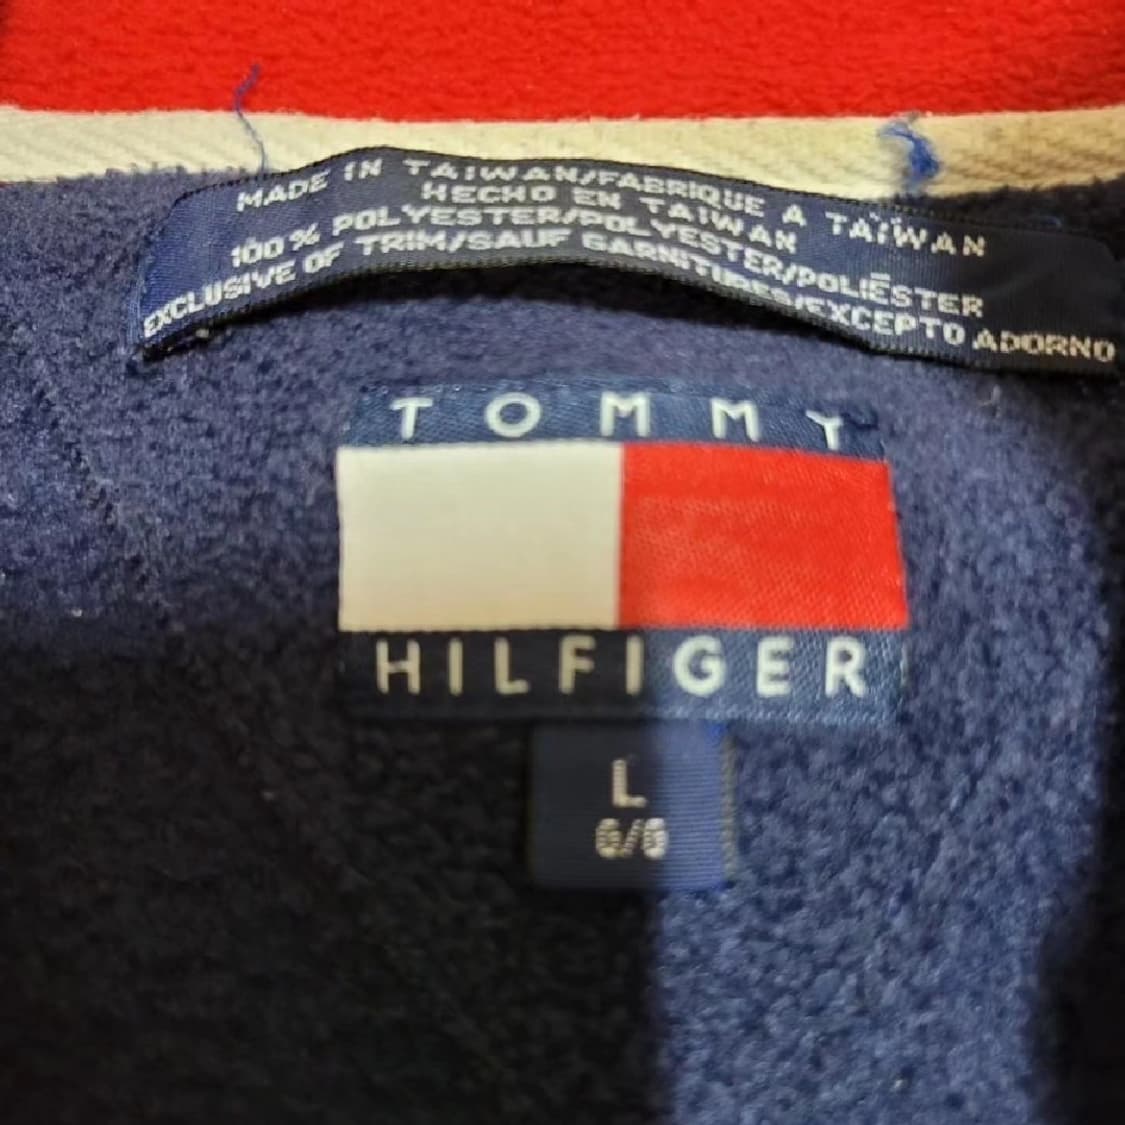 MADE IN TAIWAN/FABRIQUE A TAIWAN
HECHO EN TAIWAN
100% POLYESTER/POLYESTER/POLIÉSTER
EXCLUSIVE OF TRIM/SAUF GARNITURES/EXCEPTO ADORNO
TOMMY
HILFIGER
L
G/G